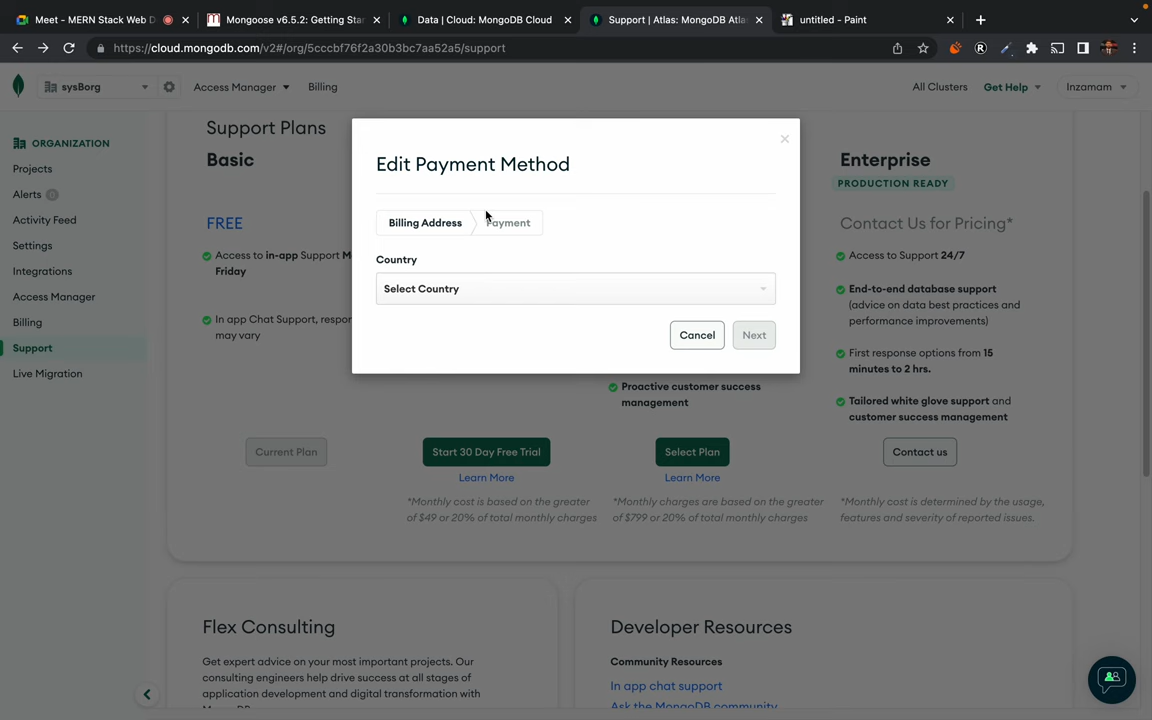 Meet - MERN Stack Web D
Mongoose v6.5.2: Getting Star
Data | Cloud: MongoDB Cloud
Support | Atlas: MongoDB Atla
untitled - Paint
https://cloud.mongodb.com/v2#/org/5cccbf76f2a30b3bc7aa52a5/support
sysBorg
Access Manager
Billing
All Clusters
Get Help
Inzamam
ORGANIZATION
Projects
Alerts 0
Activity Feed
Settings
Integrations
Access Manager
Billing
Support
Live Migration
Support Plans
Basic
FREE
Access to in-app Support M
Friday
In app Chat Support, respor
may vary
Current Plan
Edit Payment Method
Billing Address
Payment
Country
Select Country
Cancel
Next
Start 30 Day Free Trial
Learn More
*Monthly cost is based on the greater
of $49 or 20% of total monthly charges
Proactive customer success
management
Select Plan
Learn More
*Monthly charges are based on the greater
of $799 or 20% of total monthly charges
Enterprise
PRODUCTION READY
Contact Us for Pricing*
Access to Support 24/7
End-to-end database support
(advice on data best practices and
performance improvements)
First response options from 15
minutes to 2 hrs.
Tailored white glove support and
customer success management
Contact us
*Monthly cost is determined by the usage,
features and severity of reported issues.
Flex Consulting
Get expert advice on your most important projects. Our
consulting engineers help drive success at all stages of
application development and digital transformation with
Developer Resources
Community Resources
In app chat support
Ask the MongoDB community